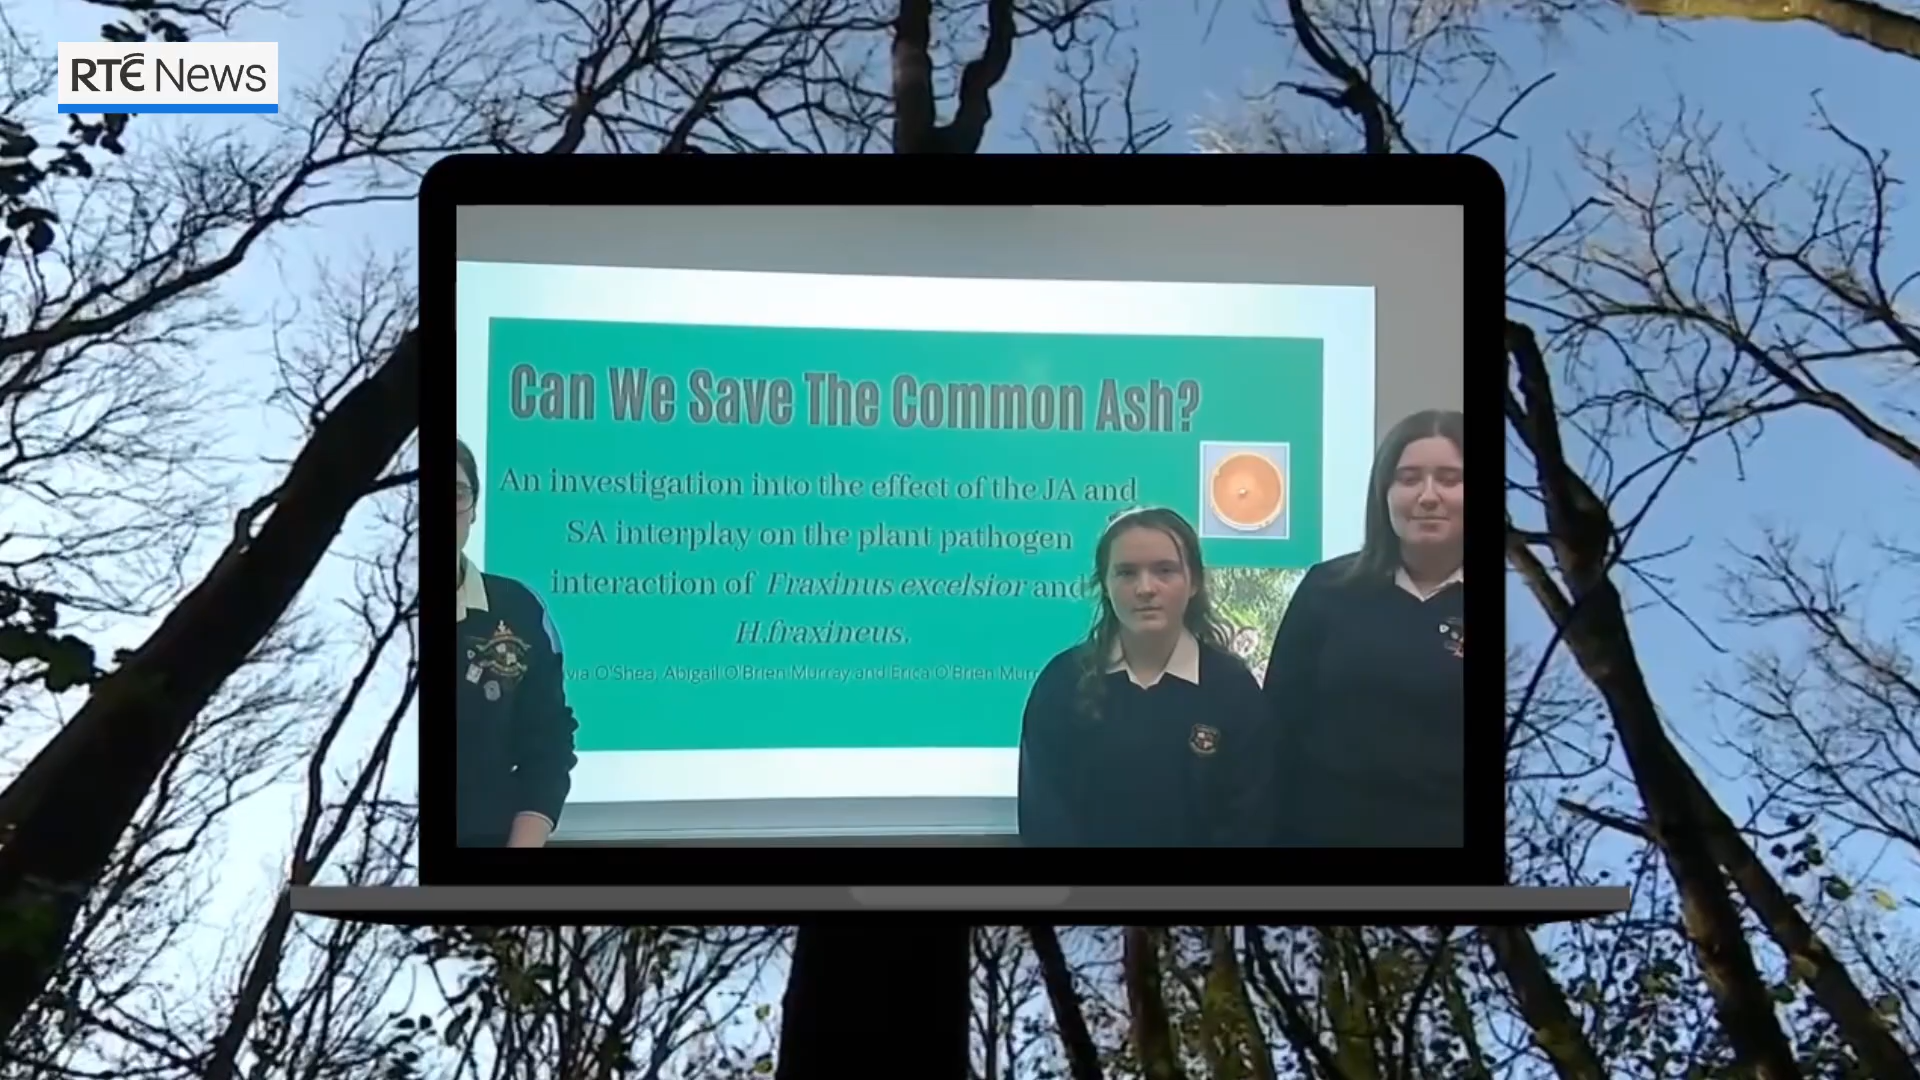 RTÉ News
Can We Save The Common Ash?
An investigation into the effect of the JA and
SA interplay on the plant pathogen
interaction of Fraxinus excelsior and
H.fraxineus.
O'Shea, Abigail O'Brien Murray and Erica O'Brien